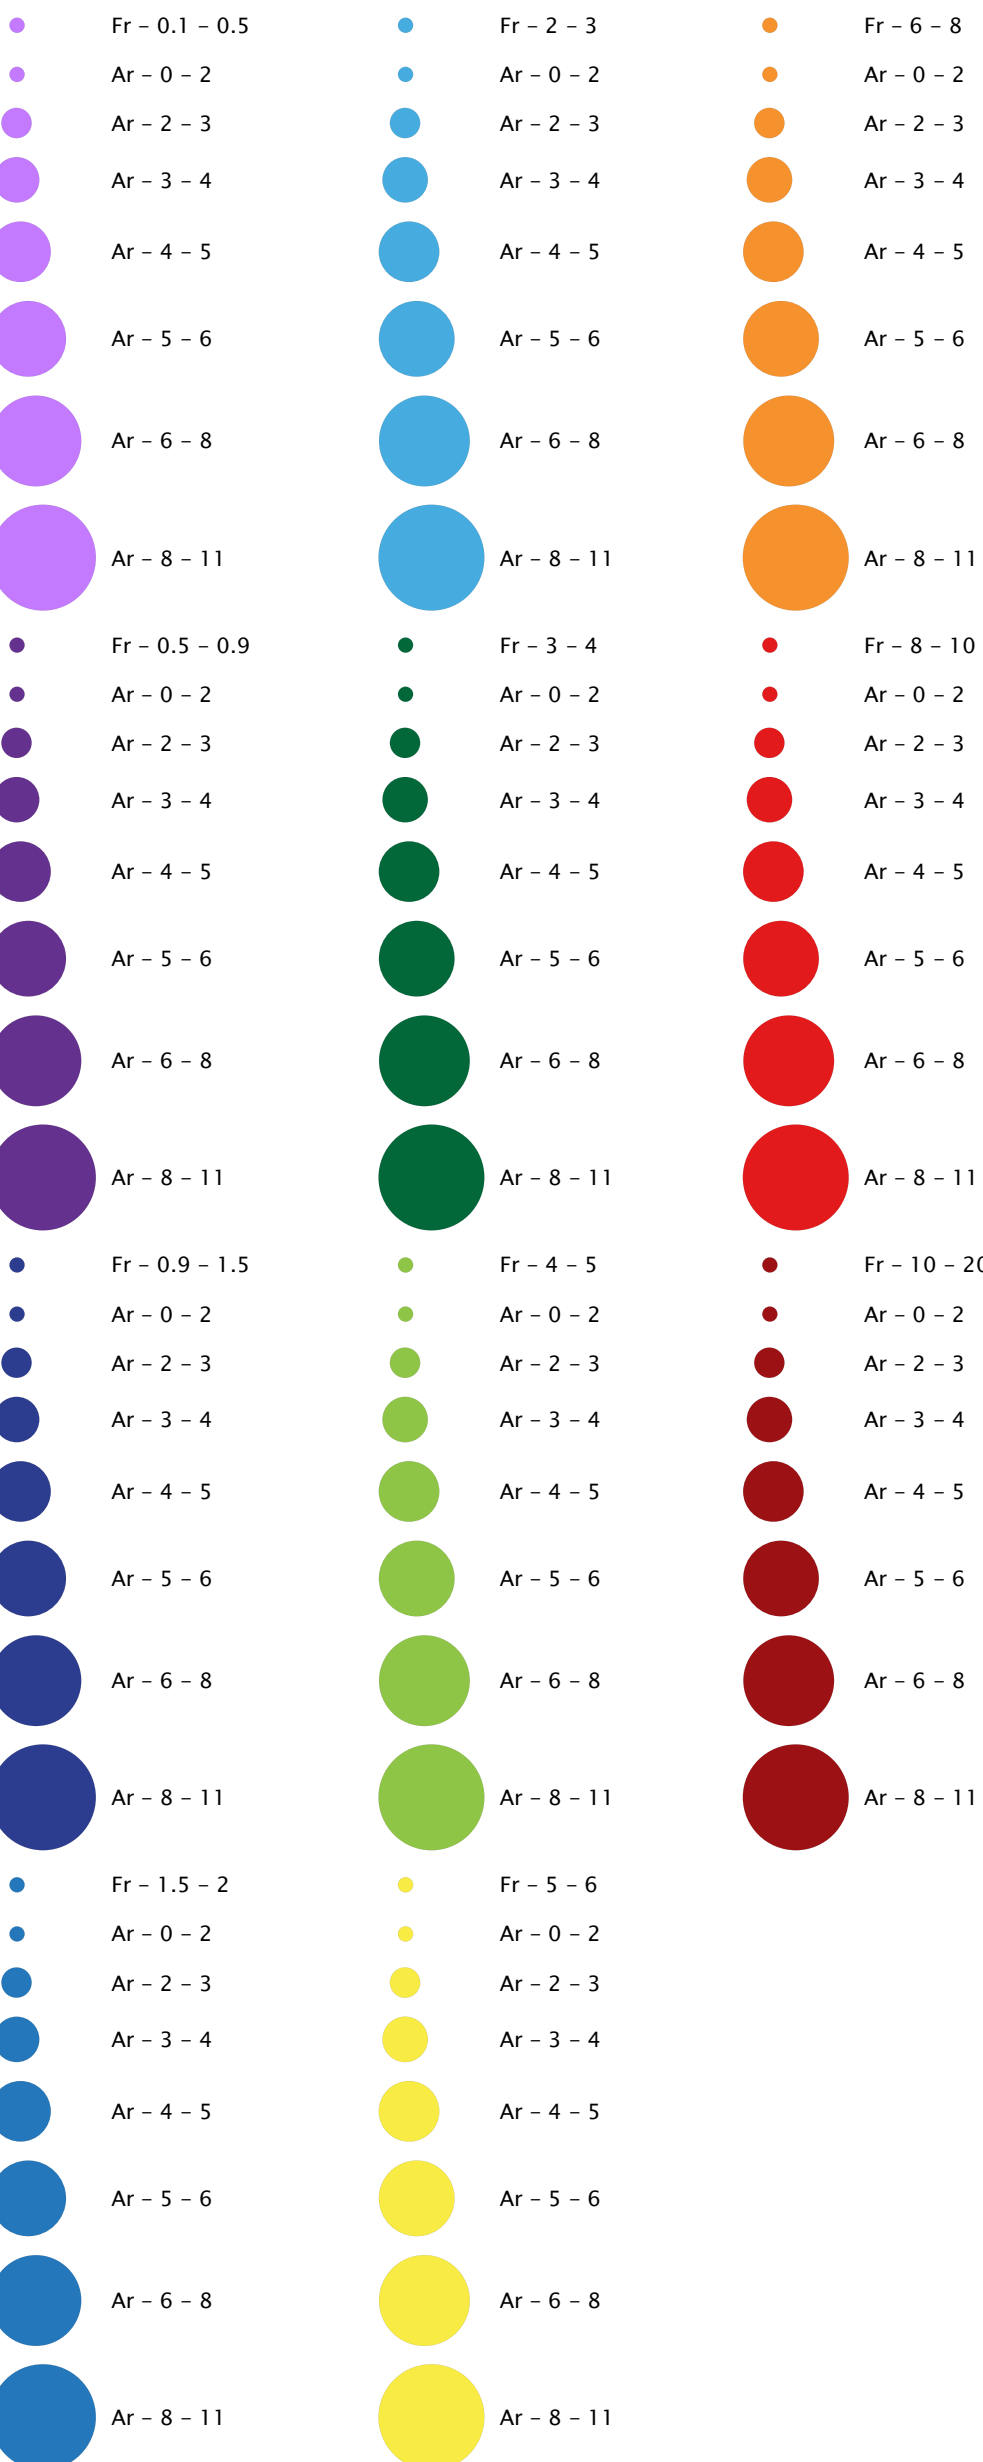 Fr – 0.1 – 0.5
Ar – 0 – 2
Ar – 2 – 3
Ar – 3 – 4
Ar – 4 – 5
Ar – 5 – 6
Ar – 6 – 8
Ar – 8 – 11
Fr – 0.5 – 0.9
Ar – 0 – 2
Ar – 2 – 3
Ar – 3 – 4
Ar – 4 – 5
Ar – 5 – 6
Ar – 6 – 8
Ar – 8 – 11
Fr – 0.9 – 1.5
Ar – 0 – 2
Ar – 2 – 3
Ar – 3 – 4
Ar – 4 – 5
Ar – 5 – 6
Ar – 6 – 8
Ar – 8 – 11
Fr – 1.5 – 2
Ar – 0 – 2
Ar – 2 – 3
Ar – 3 – 4
Ar – 4 – 5
Ar – 5 – 6
Ar – 6 – 8
Ar – 8 – 11
Fr – 2 – 3
Ar – 0 – 2
Ar – 2 – 3
Ar – 3 – 4
Ar – 4 – 5
Ar – 5 – 6
Ar – 6 – 8
Ar – 8 – 11
Fr – 3 – 4
Ar – 0 – 2
Ar – 2 – 3
Ar – 3 – 4
Ar – 4 – 5
Ar – 5 – 6
Ar – 6 – 8
Ar – 8 – 11
Fr – 4 – 5
Ar – 0 – 2
Ar – 2 – 3
Ar – 3 – 4
Ar – 4 – 5
Ar – 5 – 6
Ar – 6 – 8
Ar – 8 – 11
Fr – 5 – 6
Ar – 0 – 2
Ar – 2 – 3
Ar – 3 – 4
Ar – 4 – 5
Ar – 5 – 6
Ar – 6 – 8
Ar – 8 – 11
Fr – 6 – 8
Ar – 0 – 2
Ar – 2 – 3
Ar – 3 – 4
Ar – 4 – 5
Ar – 5 – 6
Ar – 6 – 8
Ar – 8 – 11
Fr – 8 – 10
Ar – 0 – 2
Ar – 2 – 3
Ar – 3 – 4
Ar – 4 – 5
Ar – 5 – 6
Ar – 6 – 8
Ar – 8 – 11
Fr – 10 – 20
Ar – 0 – 2
Ar – 2 – 3
Ar – 3 – 4
Ar – 4 – 5
Ar – 5 – 6
Ar – 6 – 8
Ar – 8 – 11